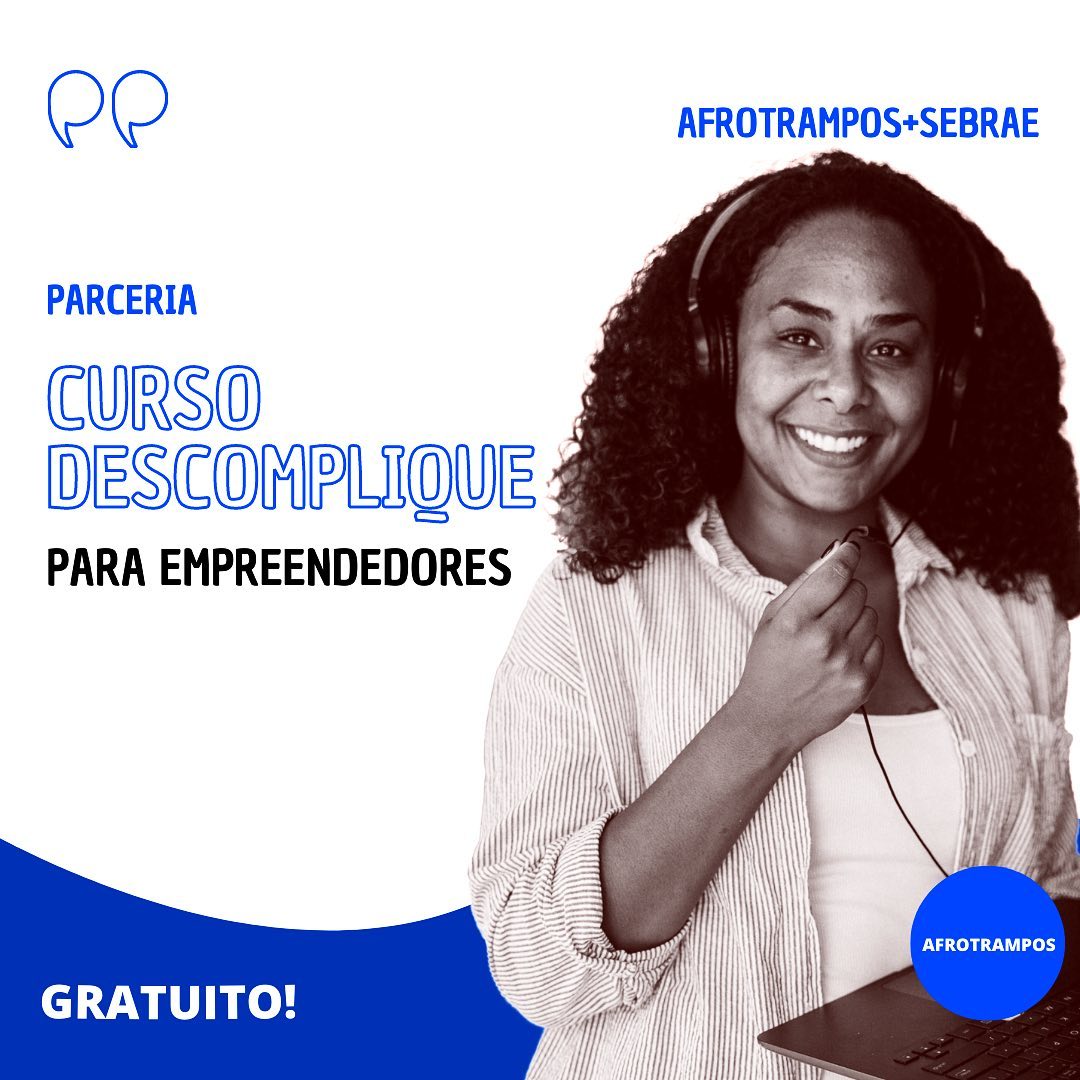 AFROTRAMPOS+SEBRAE
PARCERIA
CURSO
DESCOMPLIQUE
PARA EMPREENDEDORES
AFROTRAMPOS
GRATUITO!